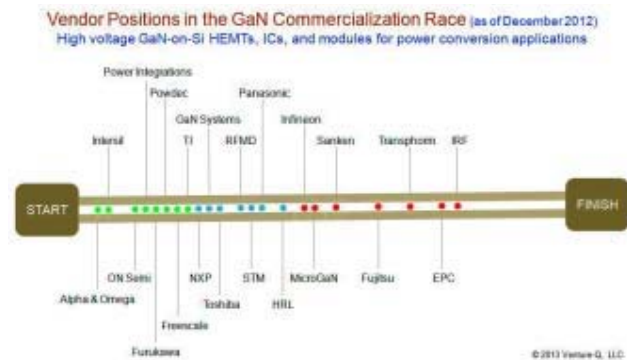 Vendor Positions in the GaN Commercialization Race (as of December 2012)
High voltage GaN-on-Si HEMTs, ICs, and modules for power conversion applications
Power Integrations
Powdec
Panasonic
GaN Systems
Infineon
Intersil
TI
RFMD
Sanken
Transphorm
IRF
START
FINISH
ON Semi
NXP
STM
MicroGaN
Fujitsu
EPC
Alpha & Omega
Toshiba
HRL
Freescale
Furukawa
© 2013 Venture-Q, LLC